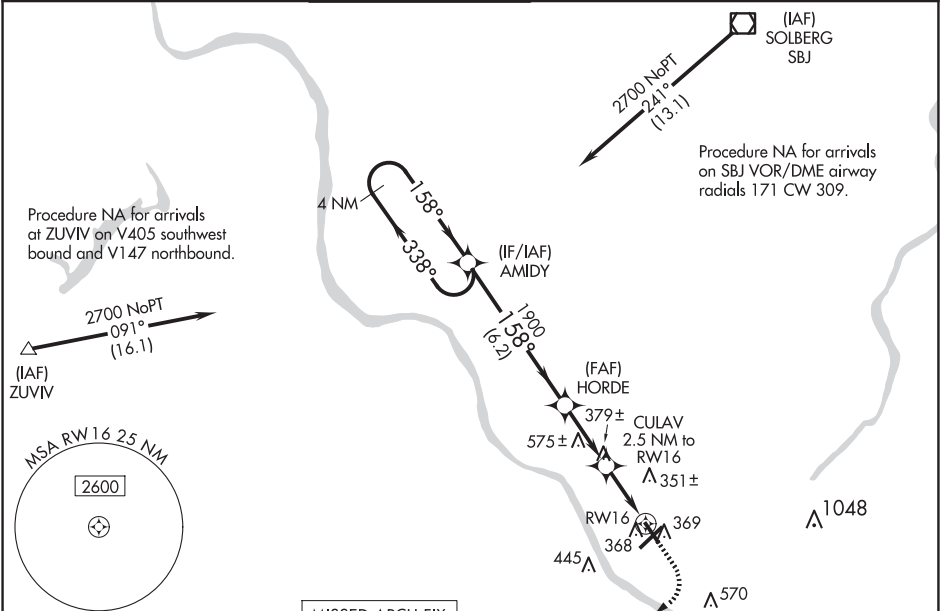 (IAF)
SOLBERG
SBJ
2700 NoPT
241°
(13.1)
Procedure NA for arrivals
on SBJ VOR/DME airway
radials 171 CW 309.
4 NM
158°
338°
(IF/IAF)
AMIDY
Procedure NA for arrivals
at ZUVIV on V405 southwest
bound and V147 northbound.
2700 NoPT
091°
(16.1)
(IAF)
ZUVIV
1900
158°
(6.2)
(FAF)
HORDE
379±
575±
CULAV
2.5 NM to
RW16
351±
MSA RW16 25 NM
2600
RW16
369
368
1048
445
570
MISSED APCH FIX